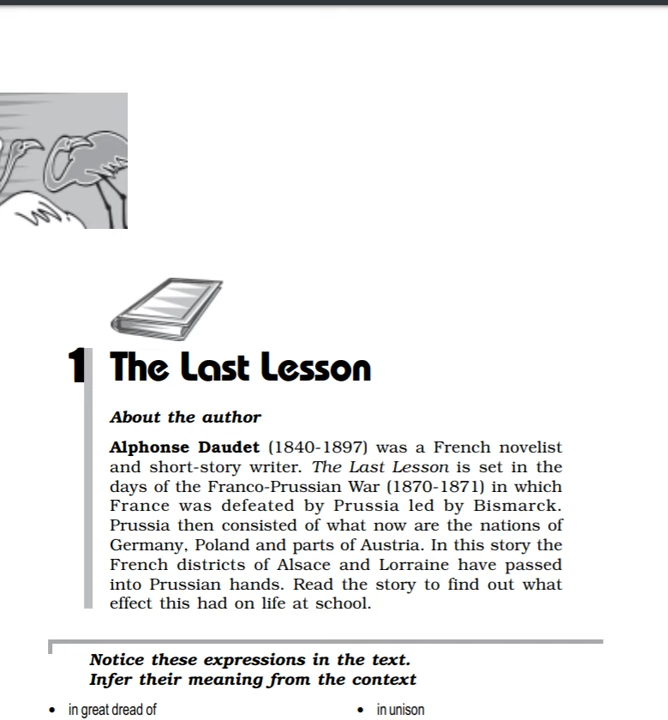 1 The Last Lesson
About the author
Alphonse Daudet (1840-1897) was a French novelist
and short-story writer. The Last Lesson is set in the
days of the Franco-Prussian War (1870-1871) in which
France was defeated by Prussia led by Bismarck.
Prussia then consisted of what now are the nations of
Germany, Poland and parts of Austria. In this story the
French districts of Alsace and Lorraine have passed
into Prussian hands. Read the story to find out what
effect this had on life at school.
Notice these expressions in the text.
Infer their meaning from the context
• in great dread of
• in unison